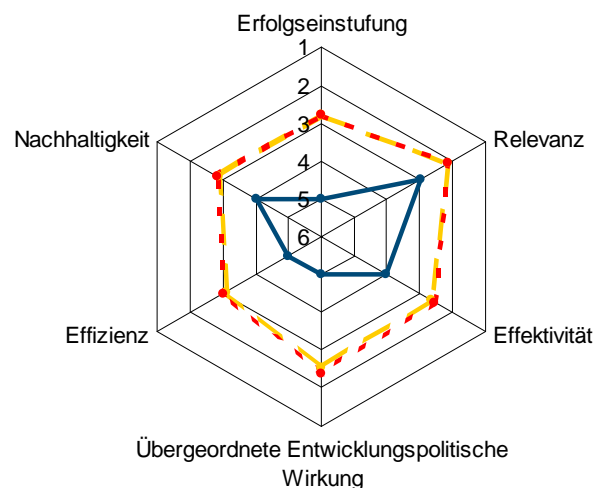 Erfolgseinstufung
1
2
3
4
5
6
Nachhaltigkeit
Relevanz
Effizienz
Effektivität
Übergeordnete Entwicklungspolitische
Wirkung